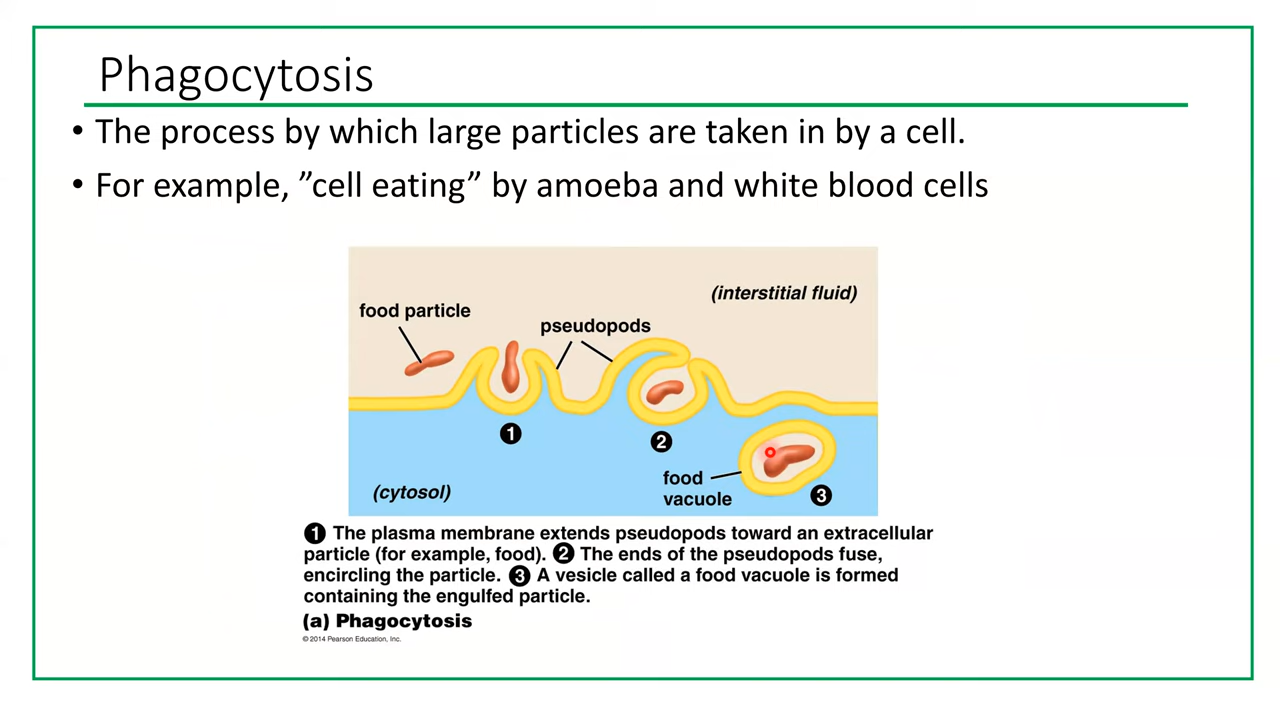 Phagocytosis
• The process by which large particles are taken in by a cell.
• For example, ”cell eating” by amoeba and white blood cells
(interstitial fluid)
food particle
pseudopods
1
2
food
vacuole
3
(cytosol)
1 The plasma membrane extends pseudopods toward an extracellular
particle (for example, food). 2 The ends of the pseudopods fuse,
encircling the particle. 3 A vesicle called a food vacuole is formed
containing the engulfed particle.
(a) Phagocytosis
© 2014 Pearson Education, Inc.